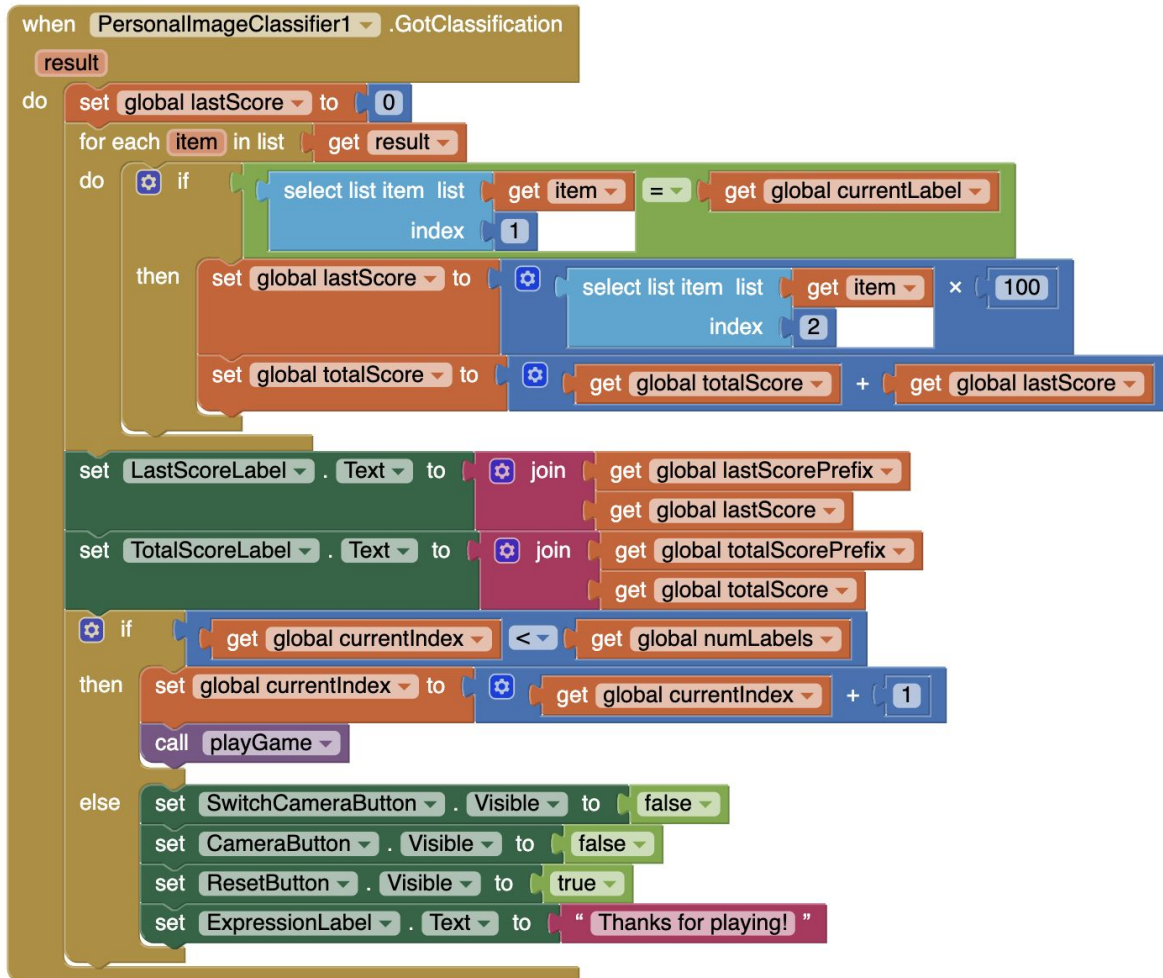 when PersonalImageClassifier1 .GotClassification
result
do set global lastScore to 0
for each item in list get result
do if select list item list get item = get global currentLabel
index 1
then set global lastScore to select list item list get item × 100
index 2
set global totalScore to get global totalScore + get global lastScore
set LastScoreLabel . Text to join get global lastScorePrefix
get global lastScore
set TotalScoreLabel . Text to join get global totalScorePrefix
get global totalScore
if get global currentIndex < get global numLabels
then set global currentIndex to get global currentIndex + 1
call playGame
else set SwitchCameraButton . Visible to false
set CameraButton . Visible to false
set ResetButton . Visible to true
set ExpressionLabel . Text to “ Thanks for playing! ”